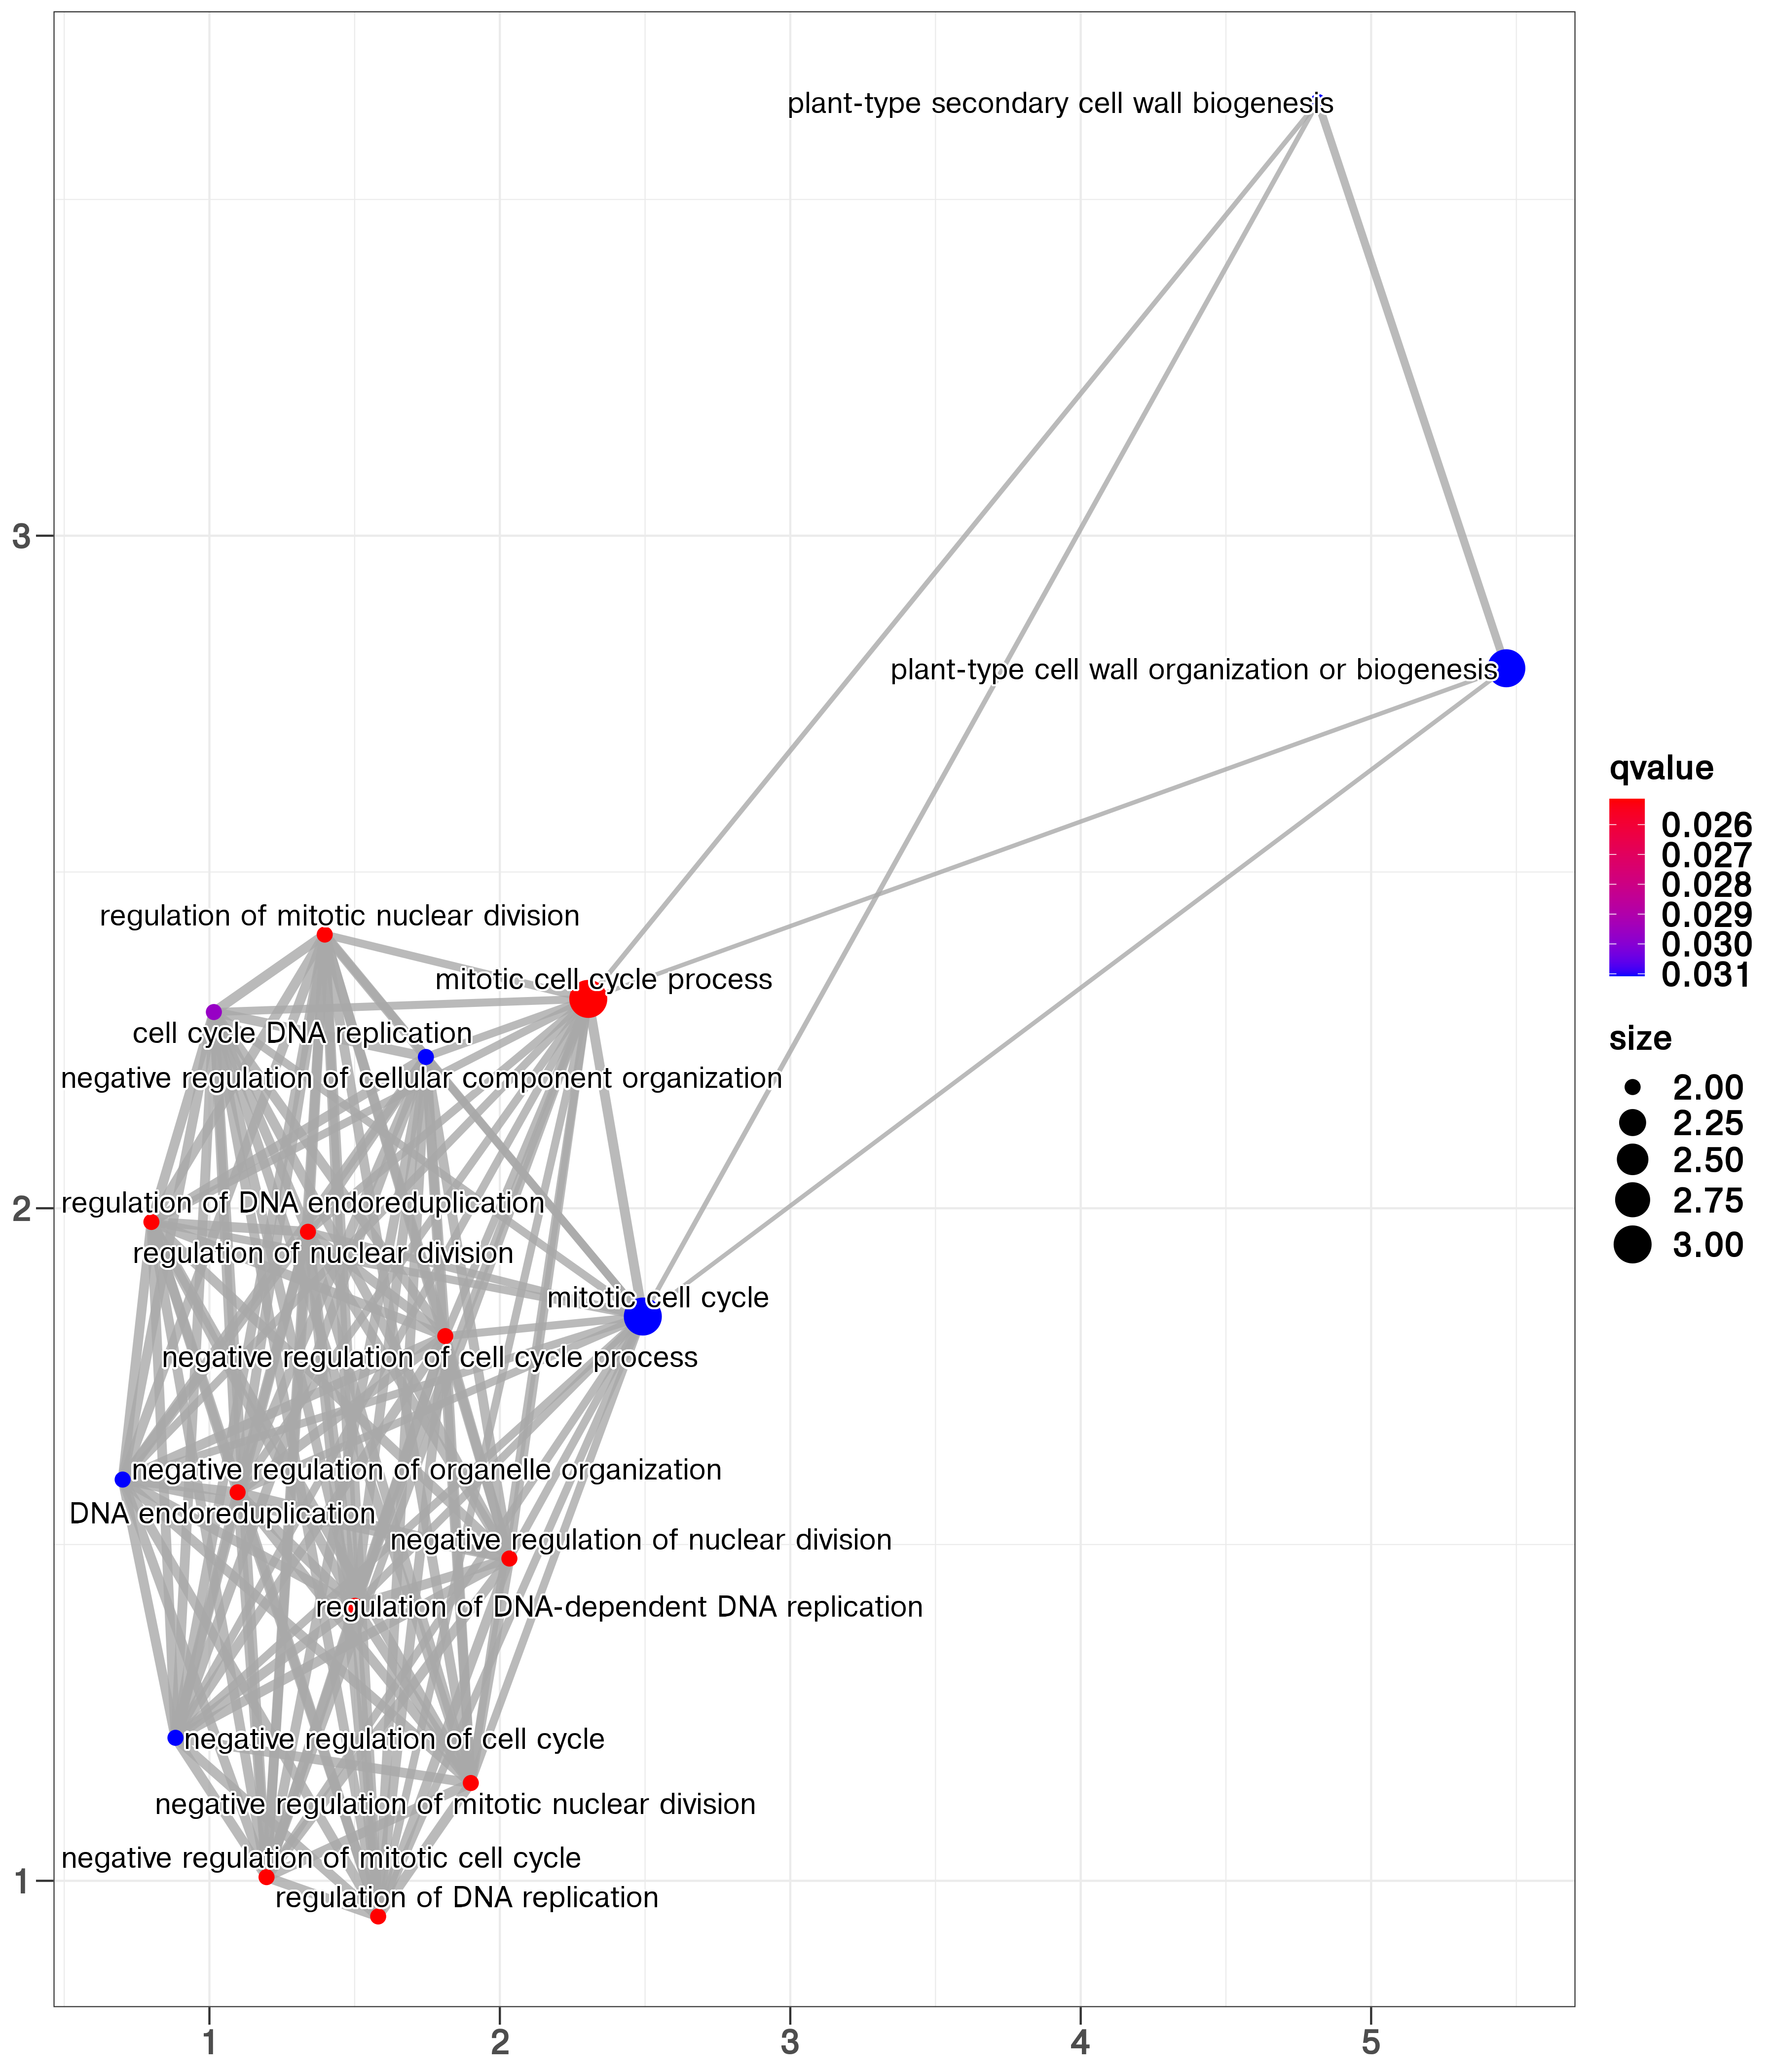 plant-type secondary cell wall biogenesis
3
plant-type cell wall organization or biogenesis
qvalue
0.026
0.027
0.028
0.029
0.030
0.031
regulation of mitotic nuclear division
mitotic cell cycle process
cell cycle DNA replication
negative regulation of cellular component organization
size
2.00
2.25
2.50
2.75
3.00
2
regulation of DNA endoreduplication
regulation of nuclear division
mitotic cell cycle
negative regulation of cell cycle process
negative regulation of organelle organization
DNA endoreduplication
negative regulation of nuclear division
regulation of DNA-dependent DNA replication
negative regulation of cell cycle
negative regulation of mitotic nuclear division
negative regulation of mitotic cell cycle
1
regulation of DNA replication
1 2 3 4 5